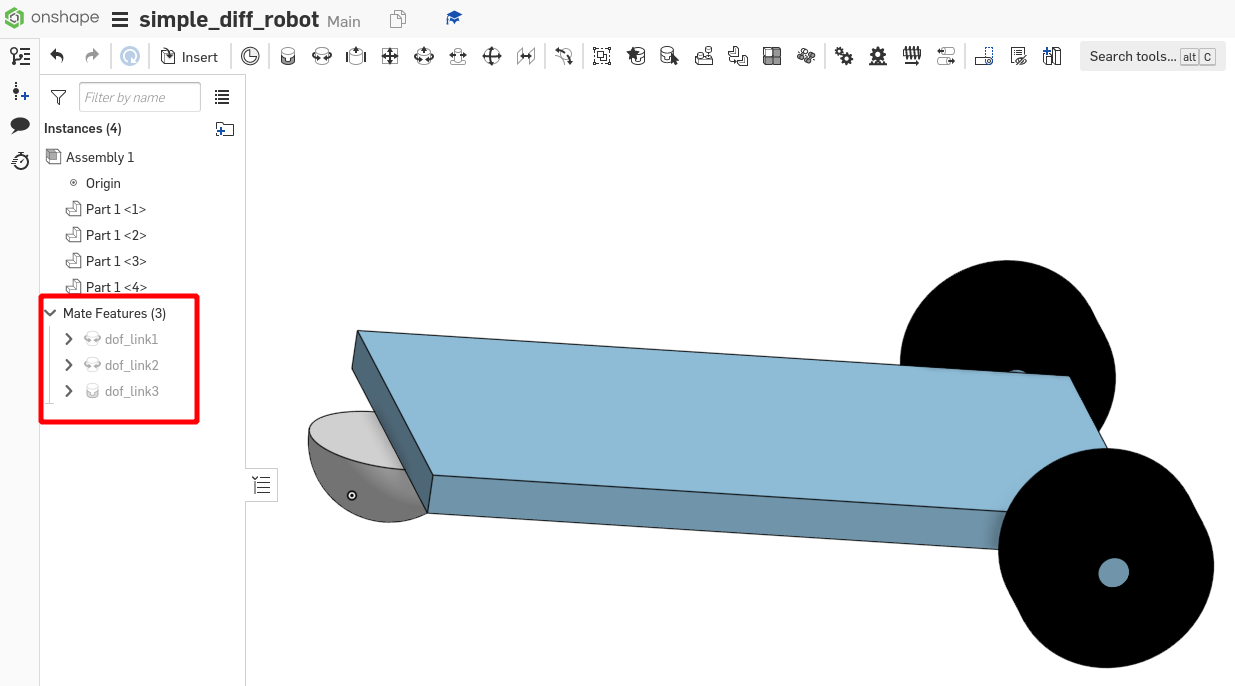 onshape simple_diff_robot Main
Insert Search tools... alt C
Filter by name
Instances (4)
Assembly 1
Origin
Part 1 <1>
Part 1 <2>
Part 1 <3>
Part 1 <4>
Mate Features (3)
dof_link1
dof_link2
dof_link3